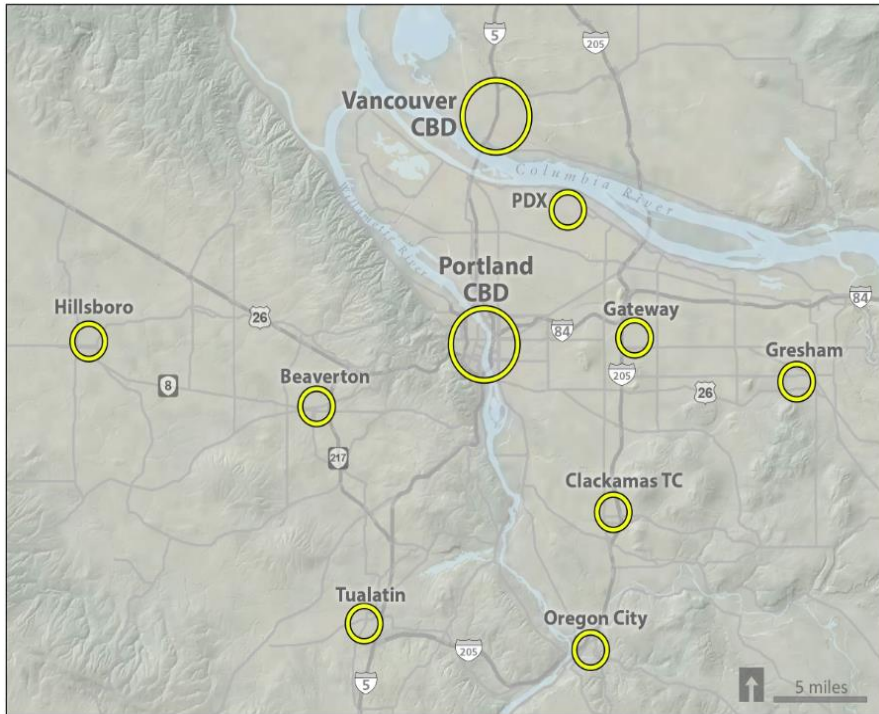 5
205
Vancouver
CBD
Columbia River
PDX
Willamette River
Portland
CBD
84
Hillsboro
26
84
Gateway
Gresham
Beaverton
8
205
26
217
Clackamas TC
Tualatin
Oregon City
205
5
5 miles